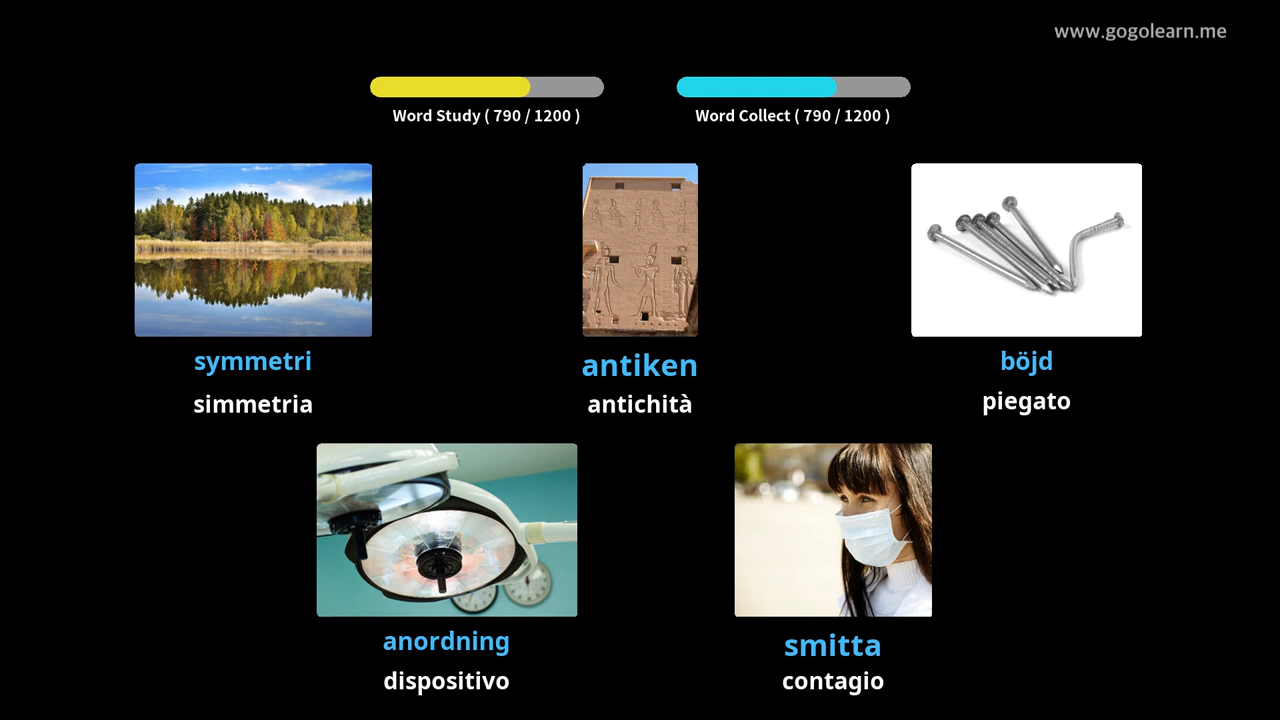 www.gogolearn.me
Word Study ( 790 / 1200 )
Word Collect ( 790 / 1200 )
symmetri
simmetria
antiken
antichità
böjd
piegato
anordning
dispositivo
smitta
contagio